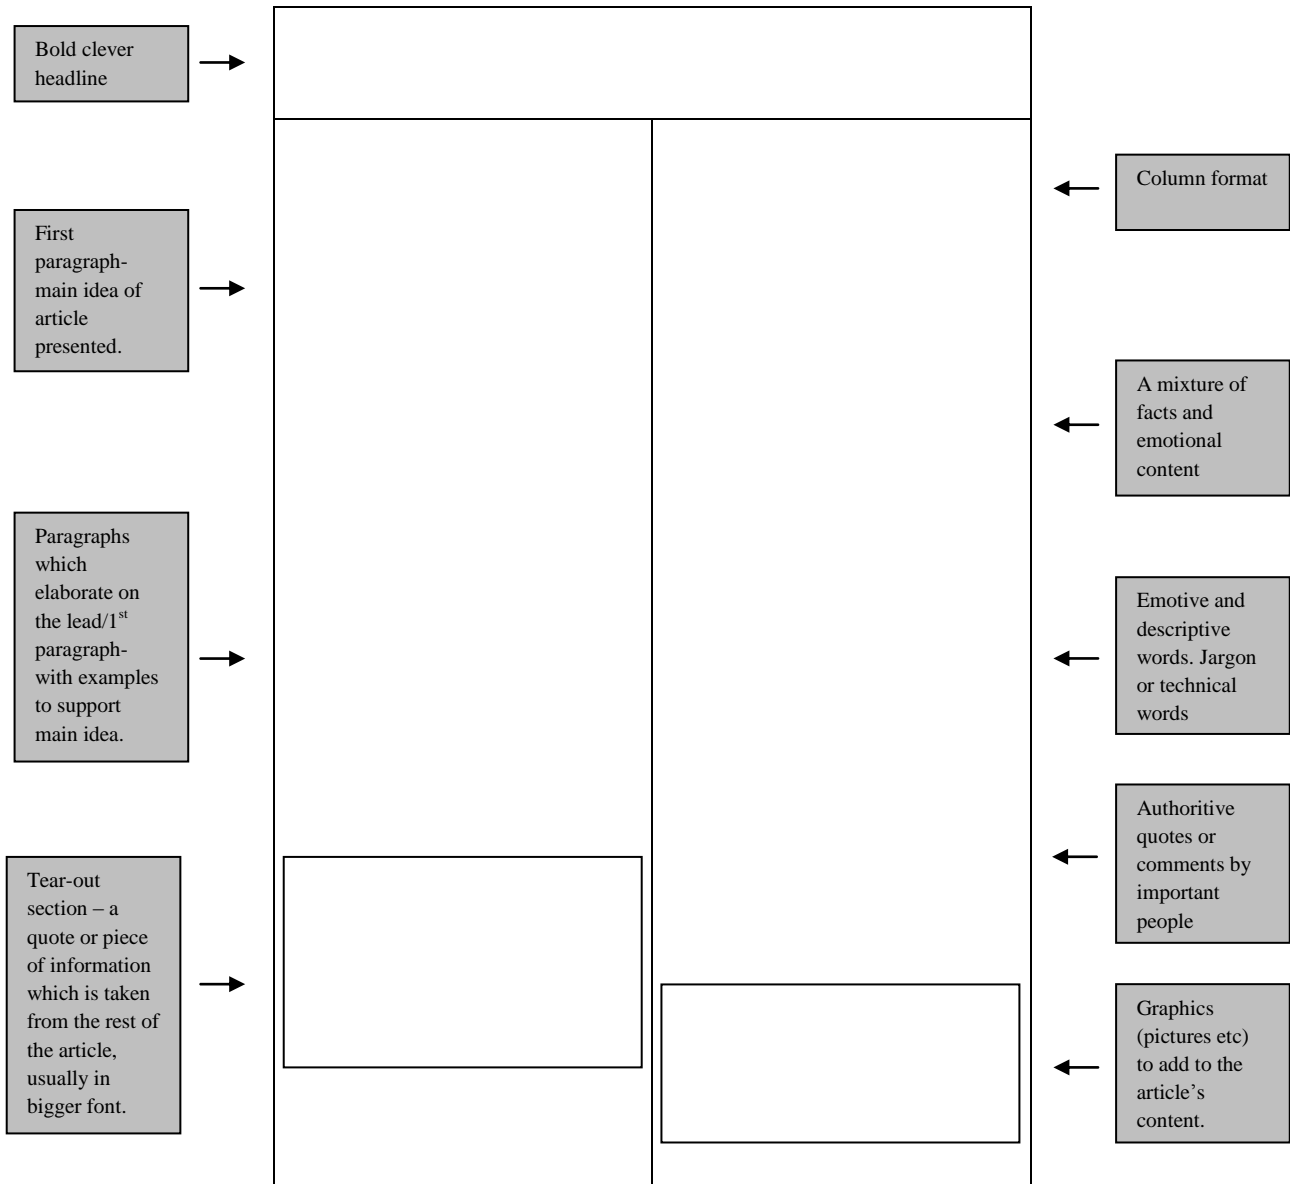 Bold clever
headline
First
paragraph-
main idea of
article
presented.
Paragraphs
which
elaborate on
the lead/1st
paragraph-
with examples
to support
main idea.
Tear-out
section – a
quote or piece
of information
which is taken
from the rest of
the article,
usually in
bigger font.
Column format
A mixture of
facts and
emotional
content
Emotive and
descriptive
words. Jargon
or technical
words
Authoritive
quotes or
comments by
important
people
Graphics
(pictures etc)
to add to the
article’s
content.